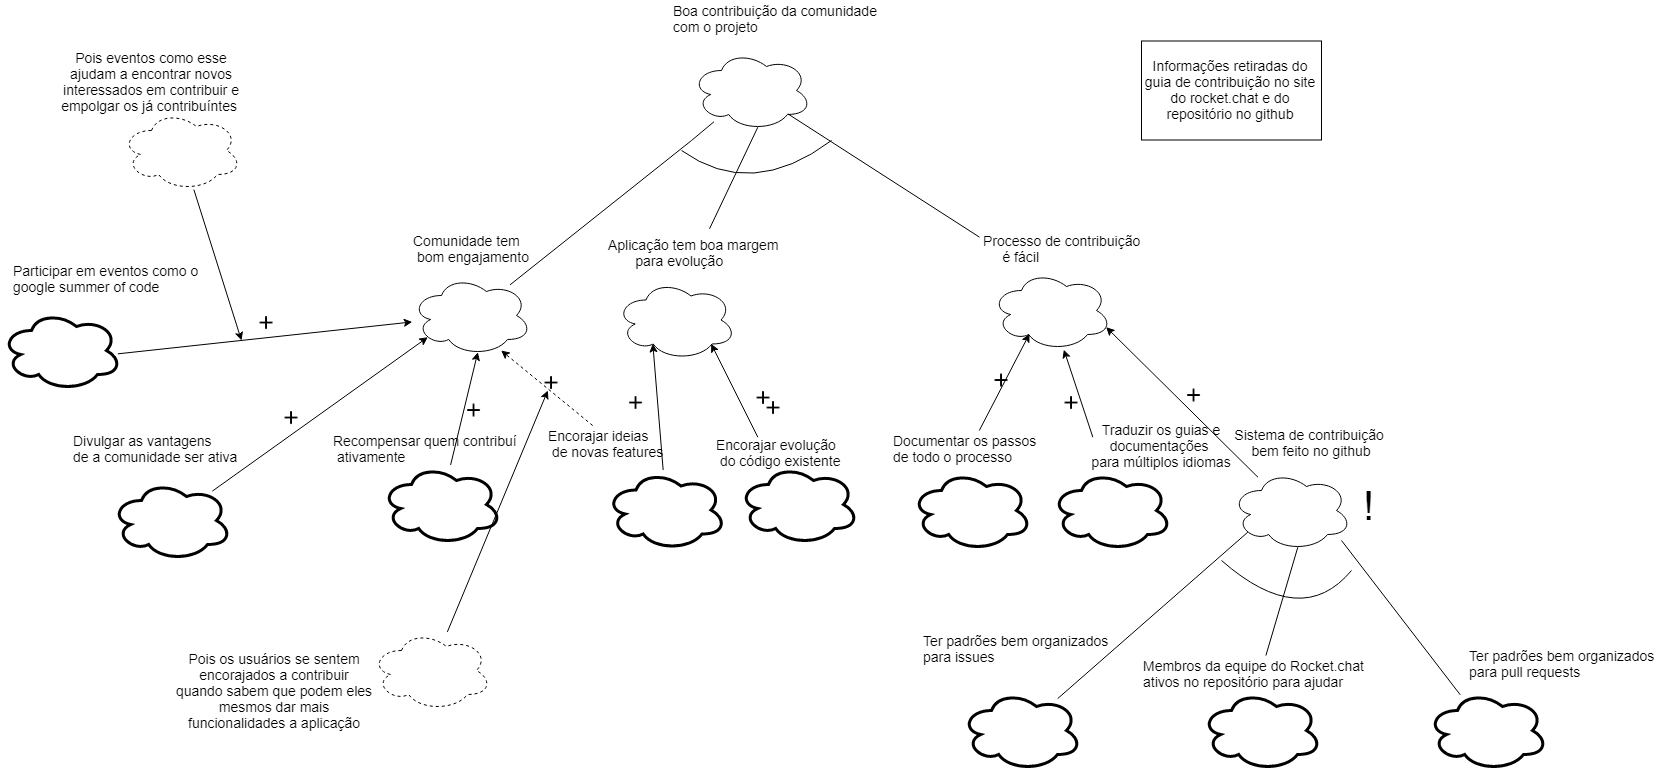 Boa contribuição da comunidade
com o projeto
Pois eventos como esse
ajudam a encontrar novos
interessados em contribuir e
empolgar os já contribuíntes
Informações retiradas do
guia de contribuição no site
do rocket.chat e do
repositório no github
Comunidade tem
bom engajamento
Aplicação tem boa margem
para evolução
Processo de contribuição
é fácil
Participar em eventos como o
google summer of code
+
+
+
+
+
+
+
+
+
+
Divulgar as vantagens
de a comunidade ser ativa
Recompensar quem contribuí
ativamente
Encorajar ideias
de novas features
Encorajar evolução
do código existente
Documentar os passos
de todo o processo
Traduzir os guias e
documentações
para múltiplos idiomas
Sistema de contribuição
bem feito no github
!
Pois os usuários se sentem
encorajados a contribuir
quando sabem que podem eles
mesmos dar mais
funcionalidades a aplicação
Ter padrões bem organizados
para issues
Membros da equipe do Rocket.chat
ativos no repositório para ajudar
Ter padrões bem organizados
para pull requests